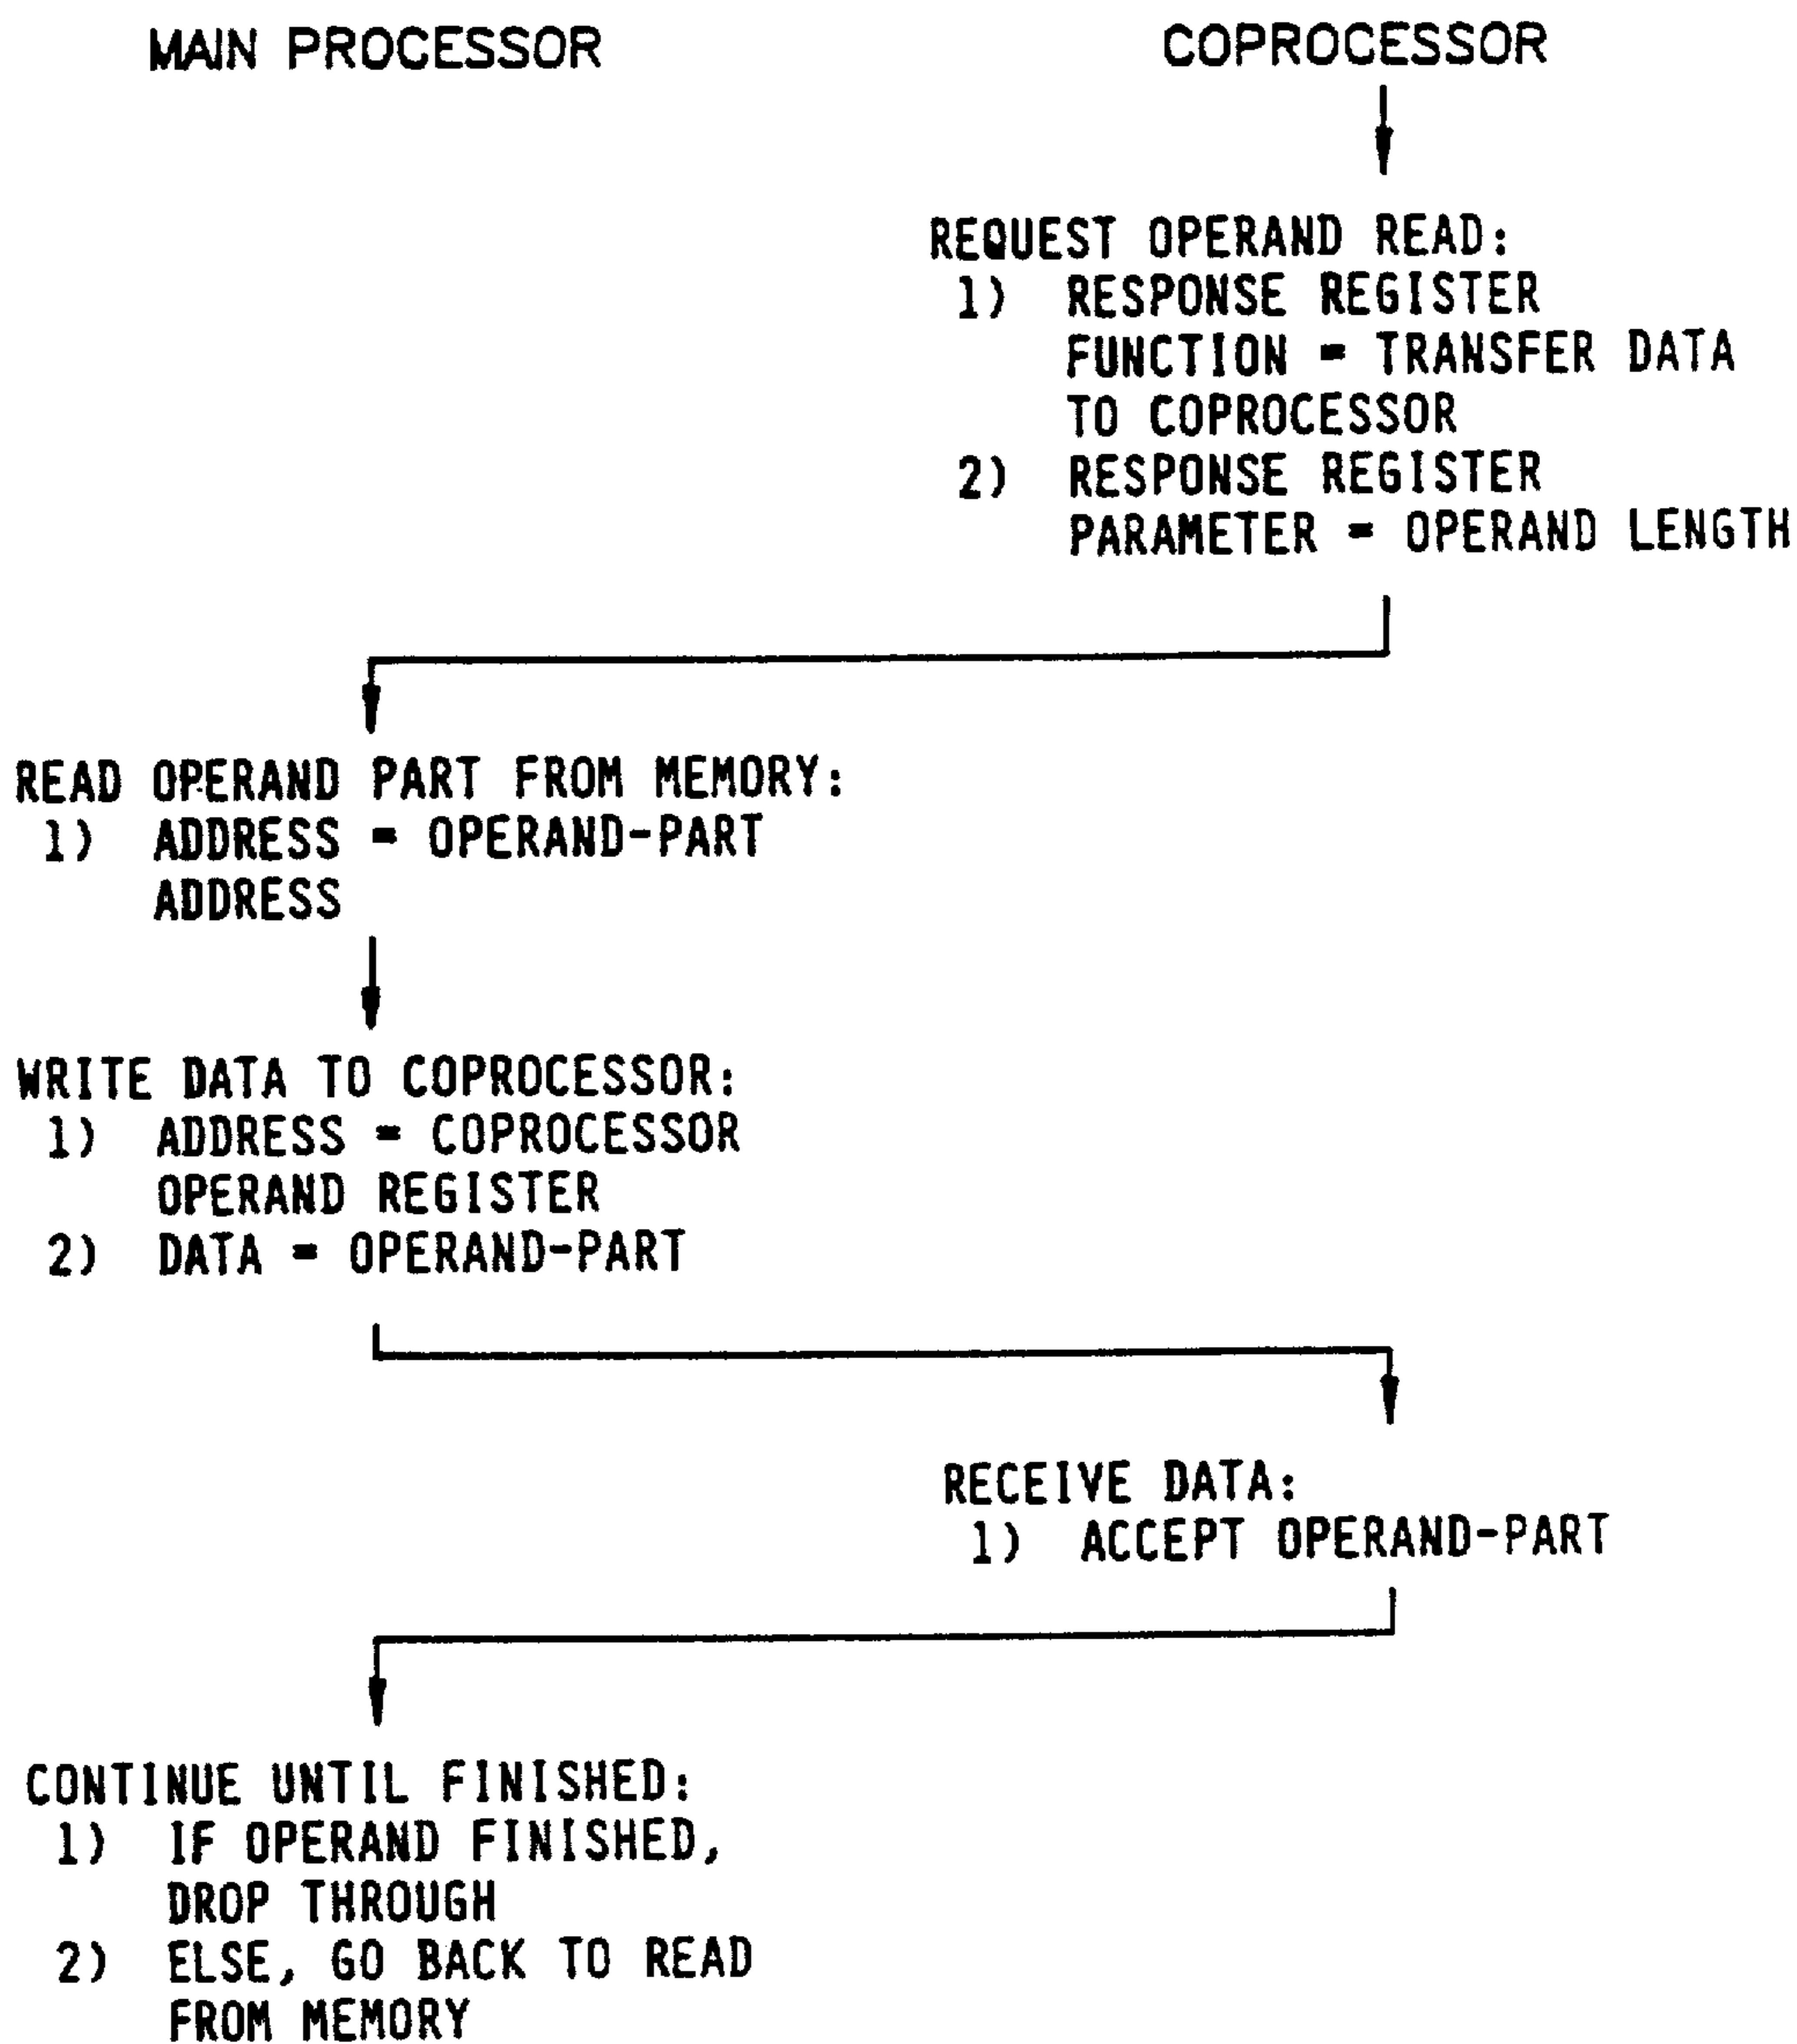 MAIN PROCESSOR
COPROCESSOR
REQUEST OPERAND READ:
1) RESPONSE REGISTER
FUNCTION = TRANSFER DATA
TO COPROCESSOR
2) RESPONSE REGISTER
PARAMETER = OPERAND LENGTH
READ OPERAND PART FROM MEMORY:
1) ADDRESS = OPERAND-PART
ADDRESS
WRITE DATA TO COPROCESSOR:
1) ADDRESS = COPROCESSOR
OPERAND REGISTER
2) DATA = OPERAND-PART
RECEIVE DATA:
1) ACCEPT OPERAND-PART
CONTINUE UNTIL FINISHED:
1) IF OPERAND FINISHED,
DROP THROUGH
2) ELSE, GO BACK TO READ
FROM MEMORY